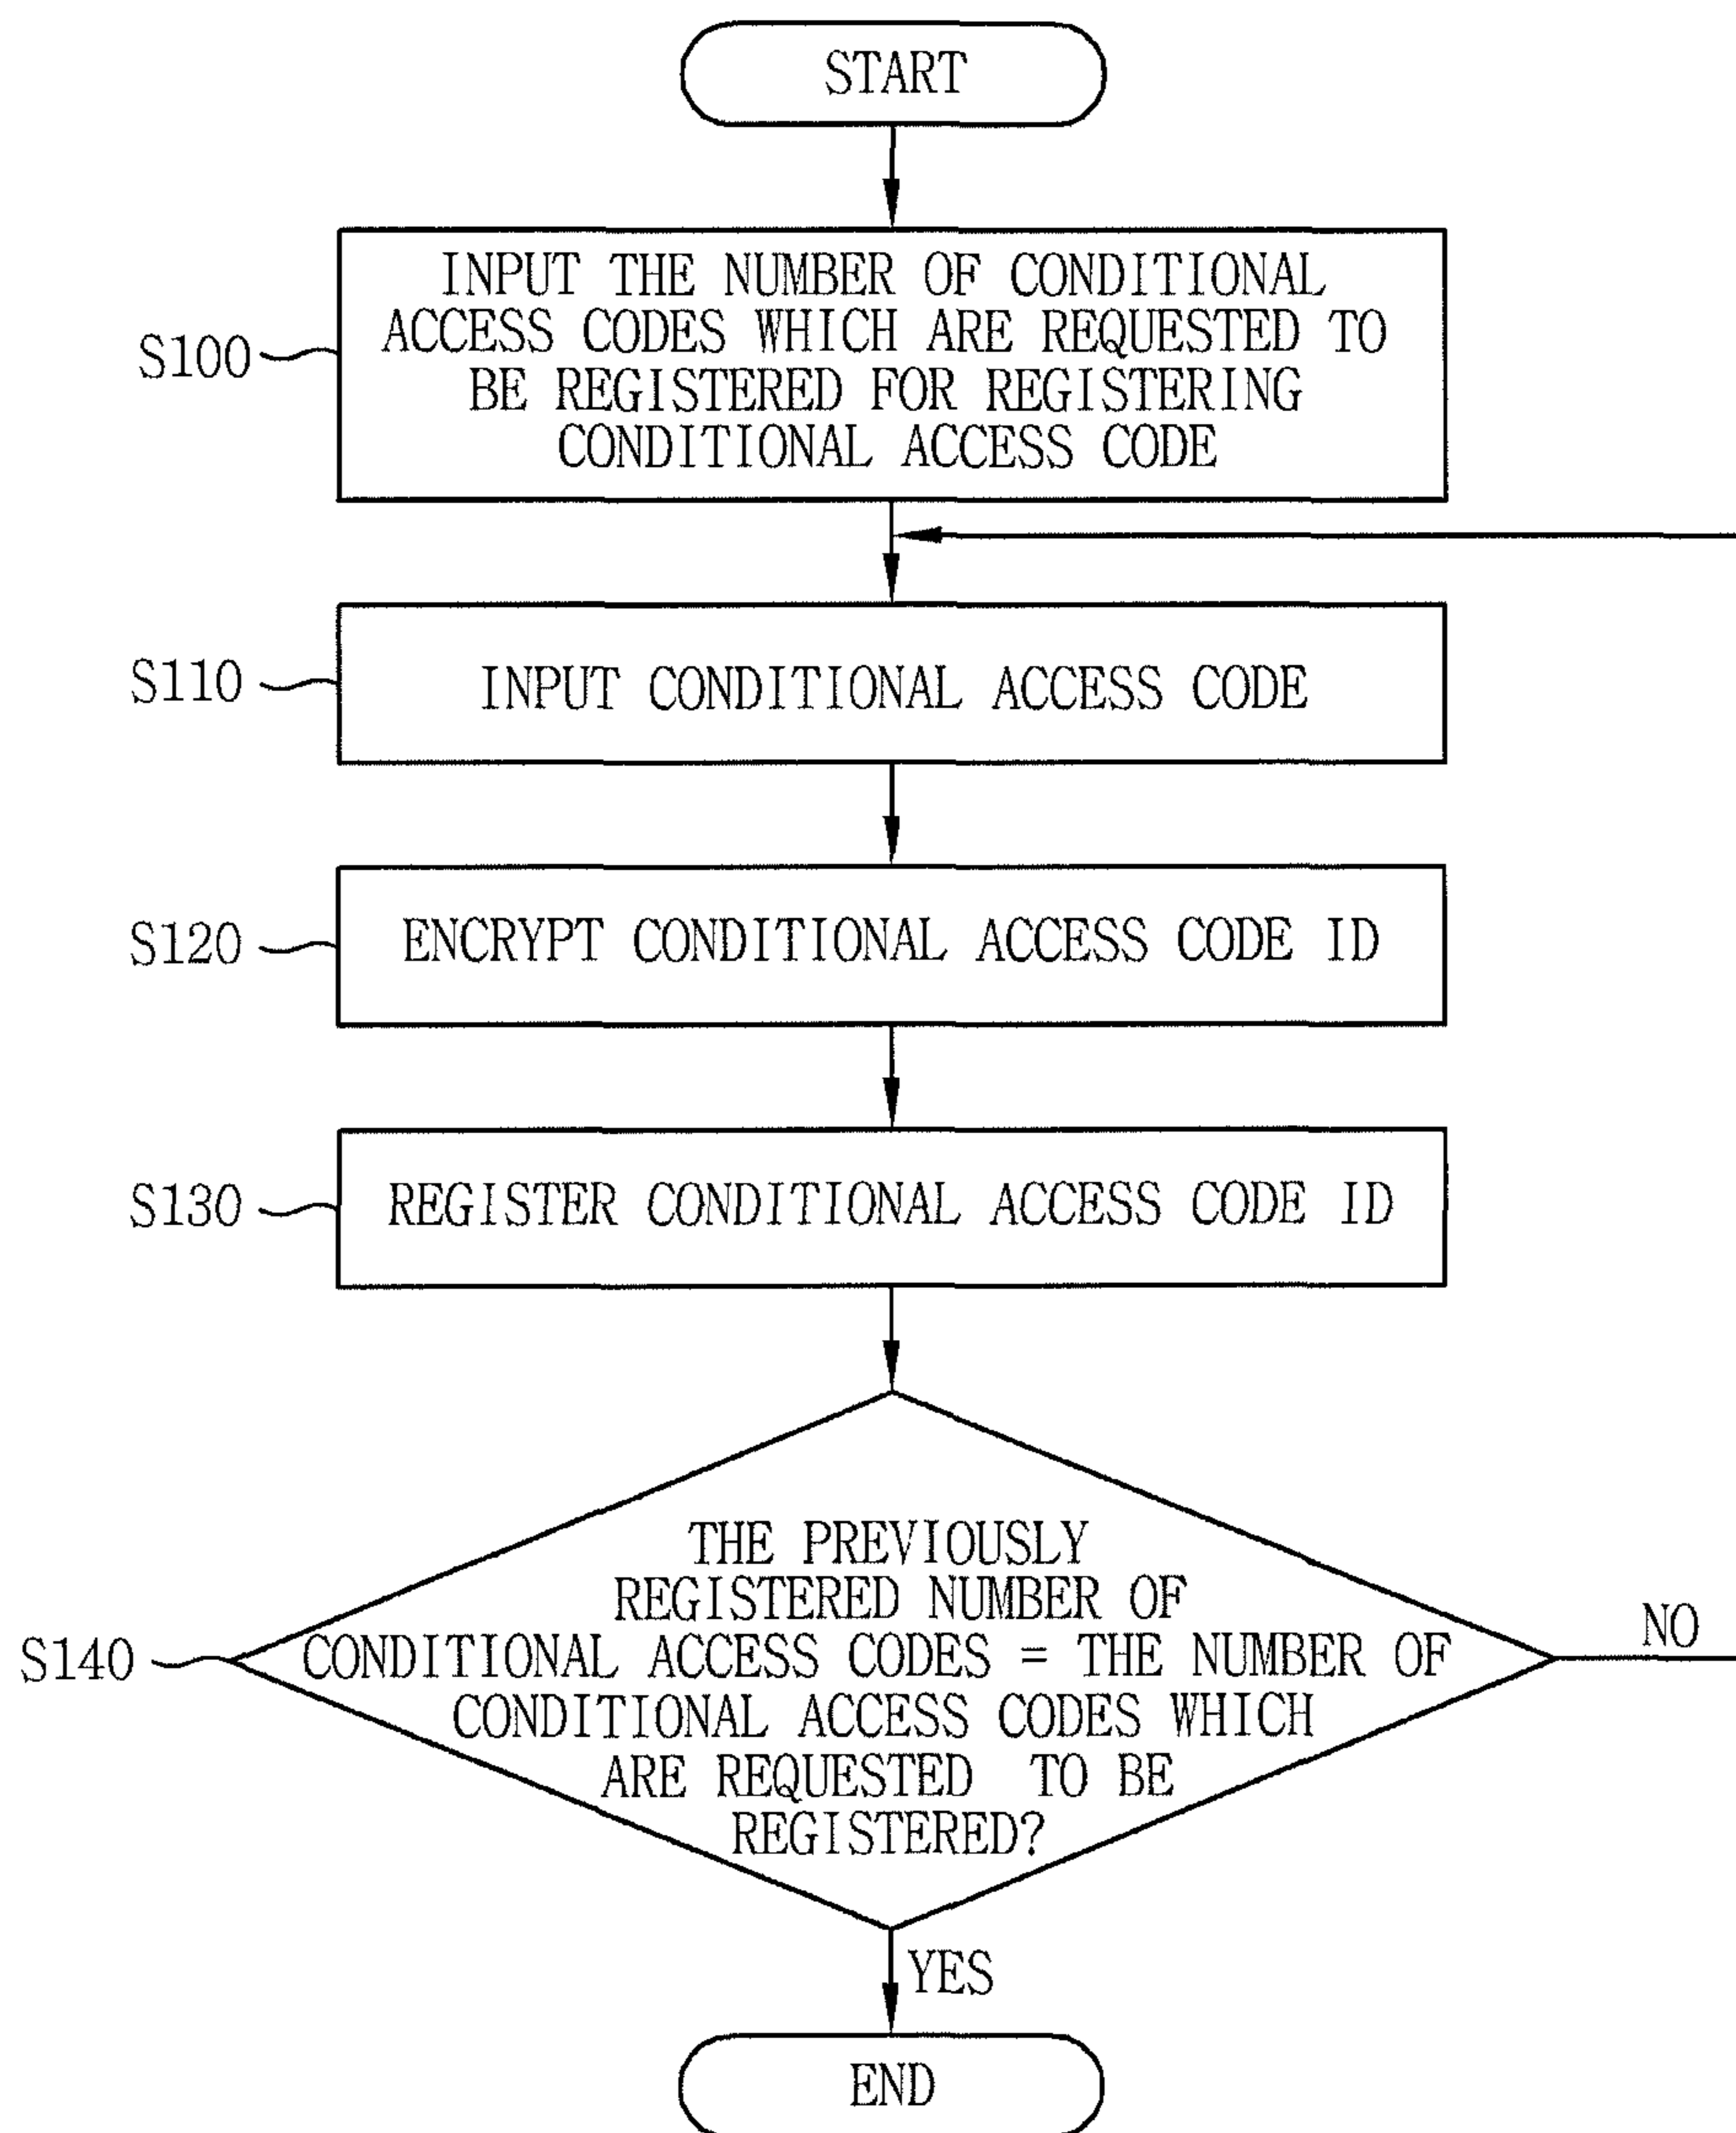 START
INPUT THE NUMBER OF CONDITIONAL
ACCESS CODES WHICH ARE REQUESTED TO
BE REGISTERED FOR REGISTERING
CONDITIONAL ACCESS CODE
S100
S110
INPUT CONDITIONAL ACCESS CODE
S120
ENCRYPT CONDITIONAL ACCESS CODE ID
S130
REGISTER CONDITIONAL ACCESS CODE ID
THE PREVIOUSLY
REGISTERED NUMBER OF
CONDITIONAL ACCESS CODES = THE NUMBER OF
CONDITIONAL ACCESS CODES WHICH
ARE REQUESTED TO BE
REGISTERED?
S140
NO
YES
END